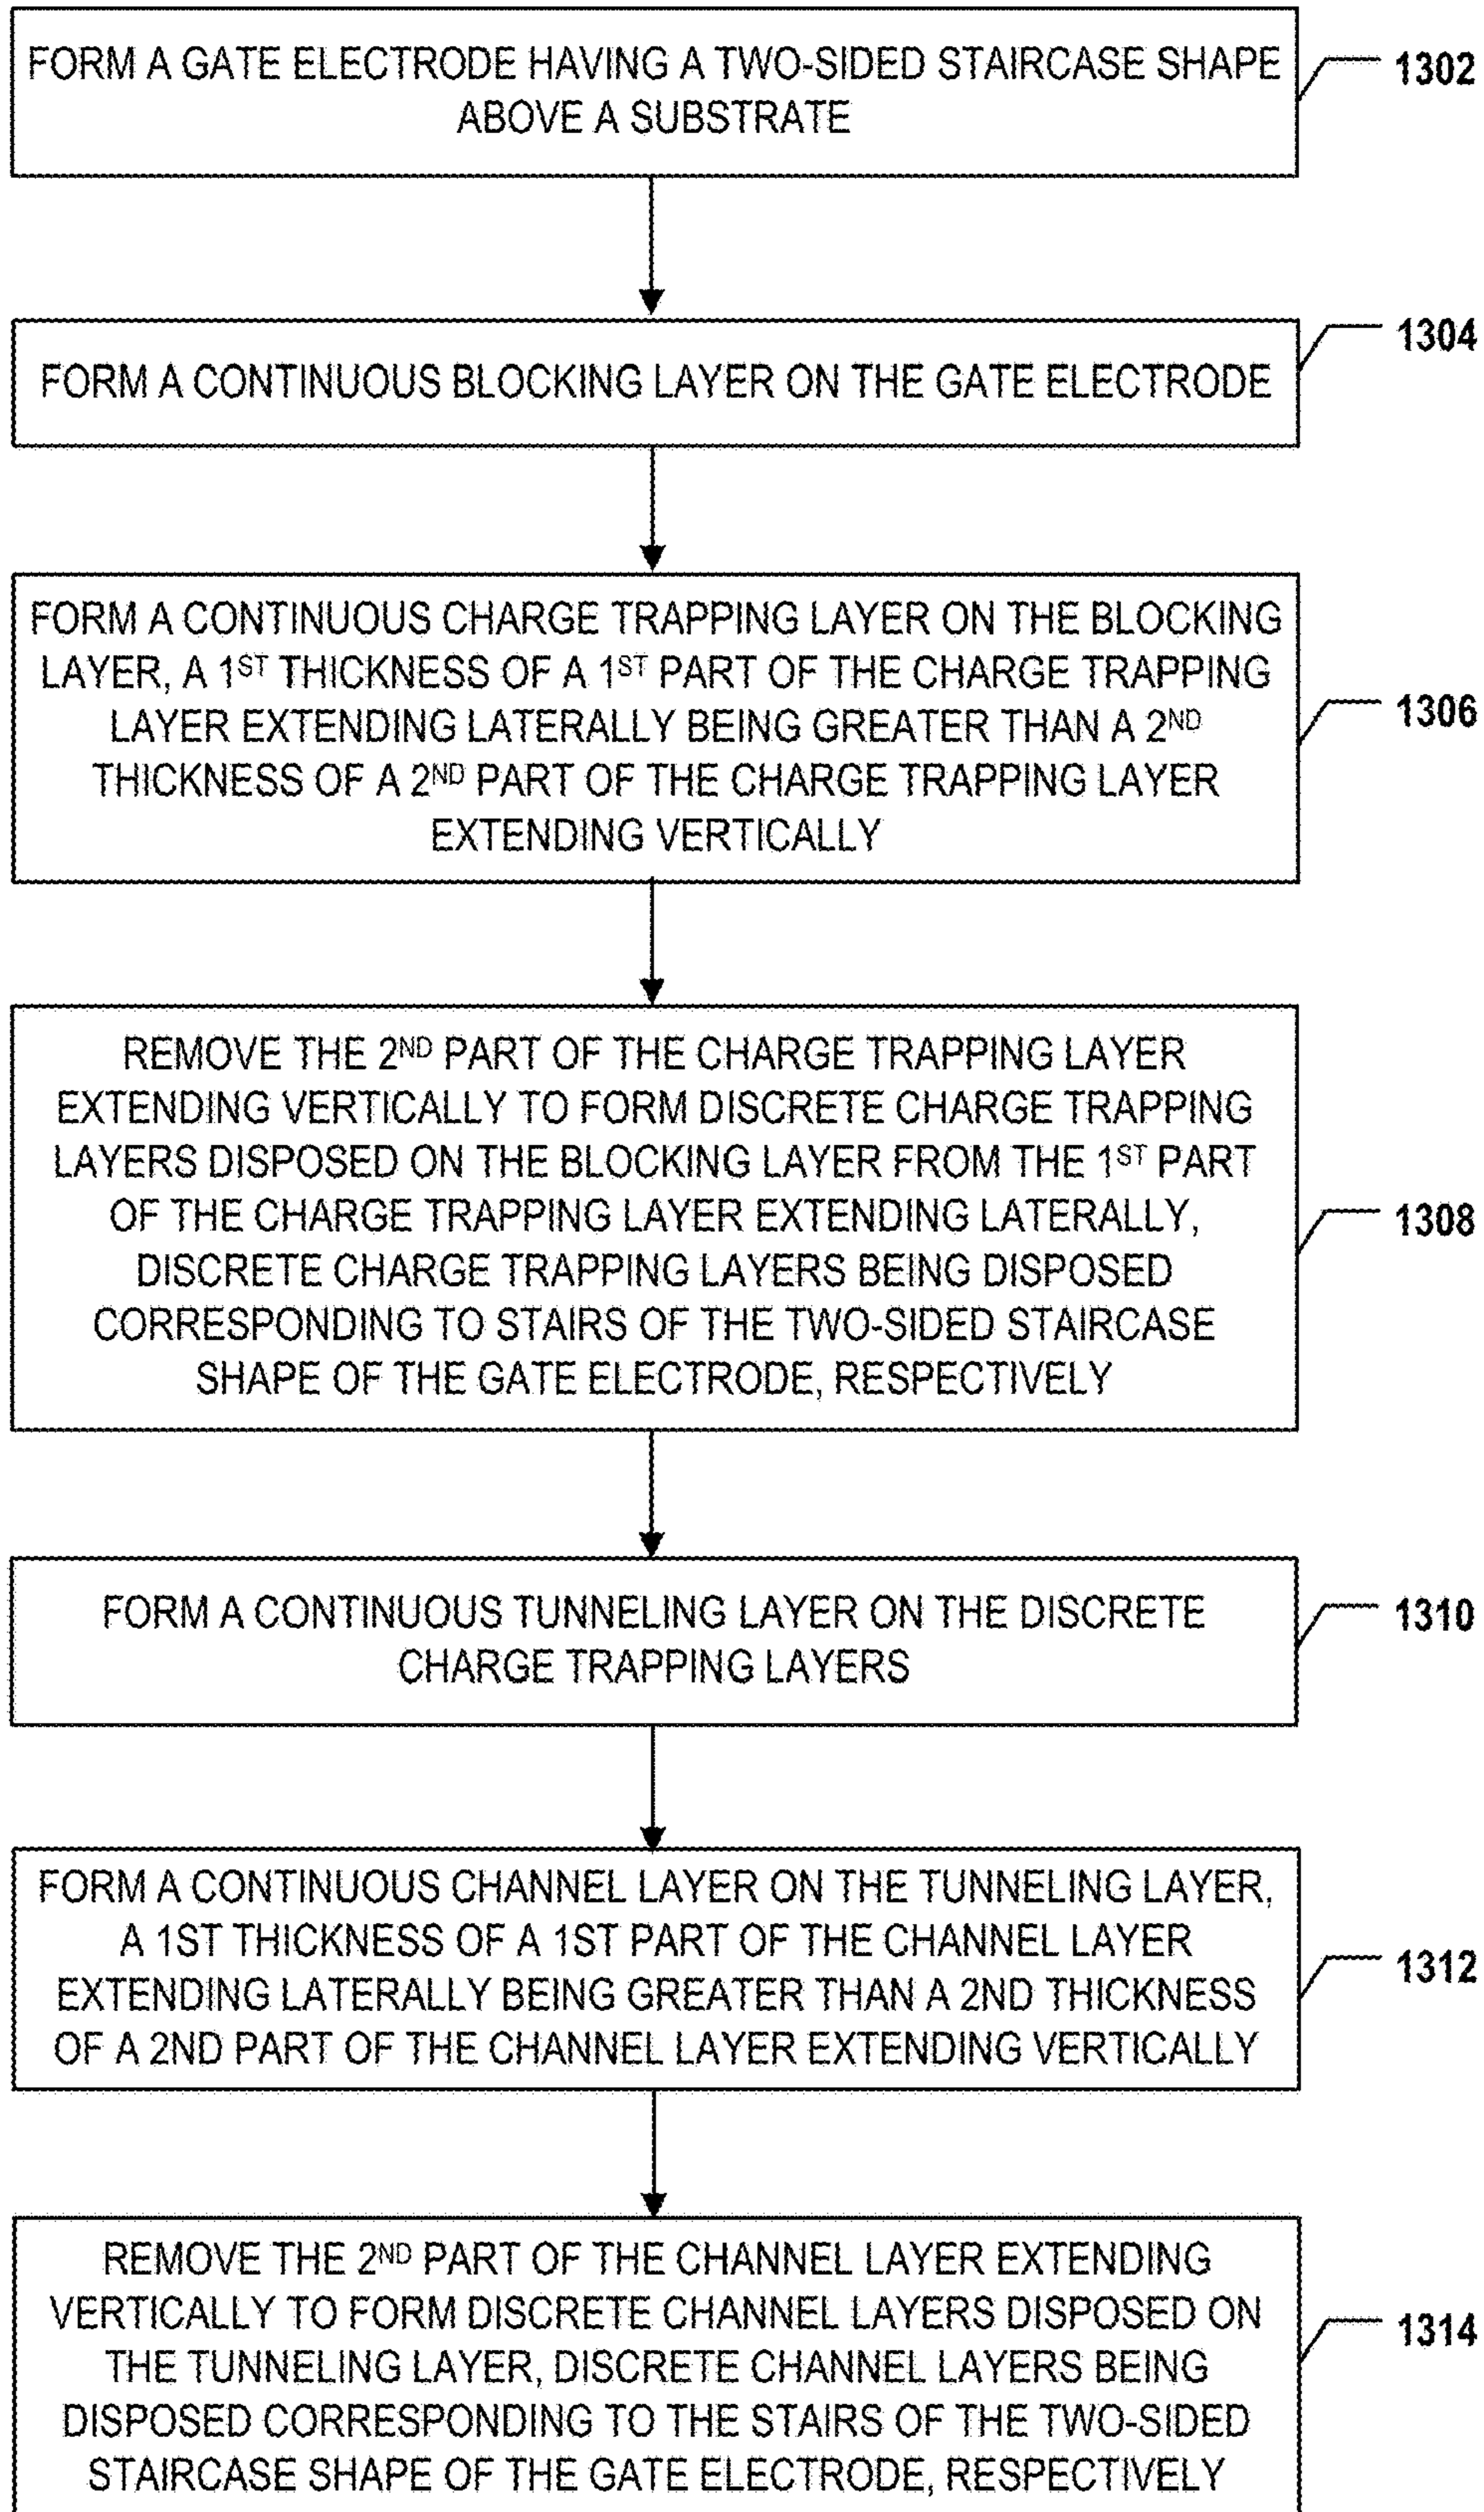 FORM A GATE ELECTRODE HAVING A TWO-SIDED STAIRCASE SHAPE
ABOVE A SUBSTRATE
1302
FORM A CONTINUOUS BLOCKING LAYER ON THE GATE ELECTRODE
1304
FORM A CONTINUOUS CHARGE TRAPPING LAYER ON THE BLOCKING
LAYER, A 1ST THICKNESS OF A 1ST PART OF THE CHARGE TRAPPING
LAYER EXTENDING LATERALLY BEING GREATER THAN A 2ND
THICKNESS OF A 2ND PART OF THE CHARGE TRAPPING LAYER
EXTENDING VERTICALLY
1306
REMOVE THE 2ND PART OF THE CHARGE TRAPPING LAYER
EXTENDING VERTICALLY TO FORM DISCRETE CHARGE TRAPPING
LAYERS DISPOSED ON THE BLOCKING LAYER FROM THE 1ST PART
OF THE CHARGE TRAPPING LAYER EXTENDING LATERALLY,
DISCRETE CHARGE TRAPPING LAYERS BEING DISPOSED
CORRESPONDING TO STAIRS OF THE TWO-SIDED STAIRCASE
SHAPE OF THE GATE ELECTRODE, RESPECTIVELY
1308
FORM A CONTINUOUS TUNNELING LAYER ON THE DISCRETE
CHARGE TRAPPING LAYERS
1310
FORM A CONTINUOUS CHANNEL LAYER ON THE TUNNELING LAYER,
A 1ST THICKNESS OF A 1ST PART OF THE CHANNEL LAYER
EXTENDING LATERALLY BEING GREATER THAN A 2ND THICKNESS
OF A 2ND PART OF THE CHANNEL LAYER EXTENDING VERTICALLY
1312
REMOVE THE 2ND PART OF THE CHANNEL LAYER EXTENDING
VERTICALLY TO FORM DISCRETE CHANNEL LAYERS DISPOSED ON
THE TUNNELING LAYER, DISCRETE CHANNEL LAYERS BEING
DISPOSED CORRESPONDING TO THE STAIRS OF THE TWO-SIDED
STAIRCASE SHAPE OF THE GATE ELECTRODE, RESPECTIVELY
1314